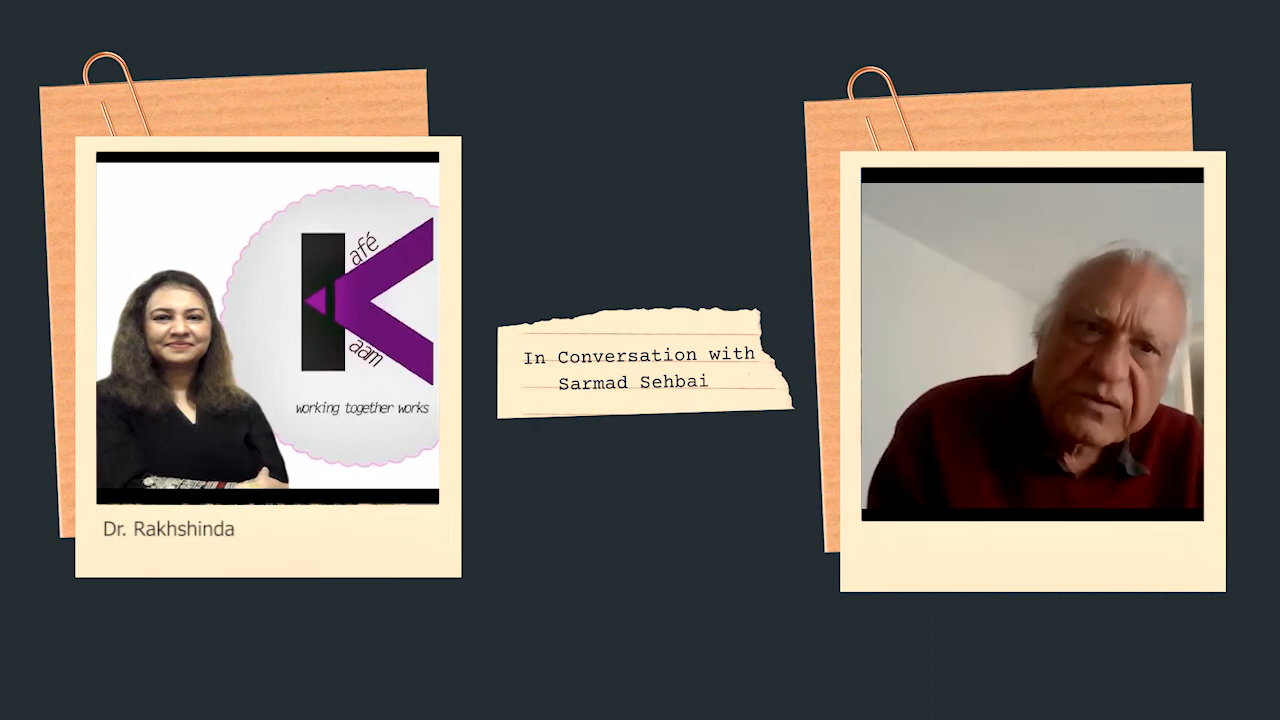 afé
aam
working together works
Dr. Rakhshinda
In Conversation with
Sarmad Sehbai